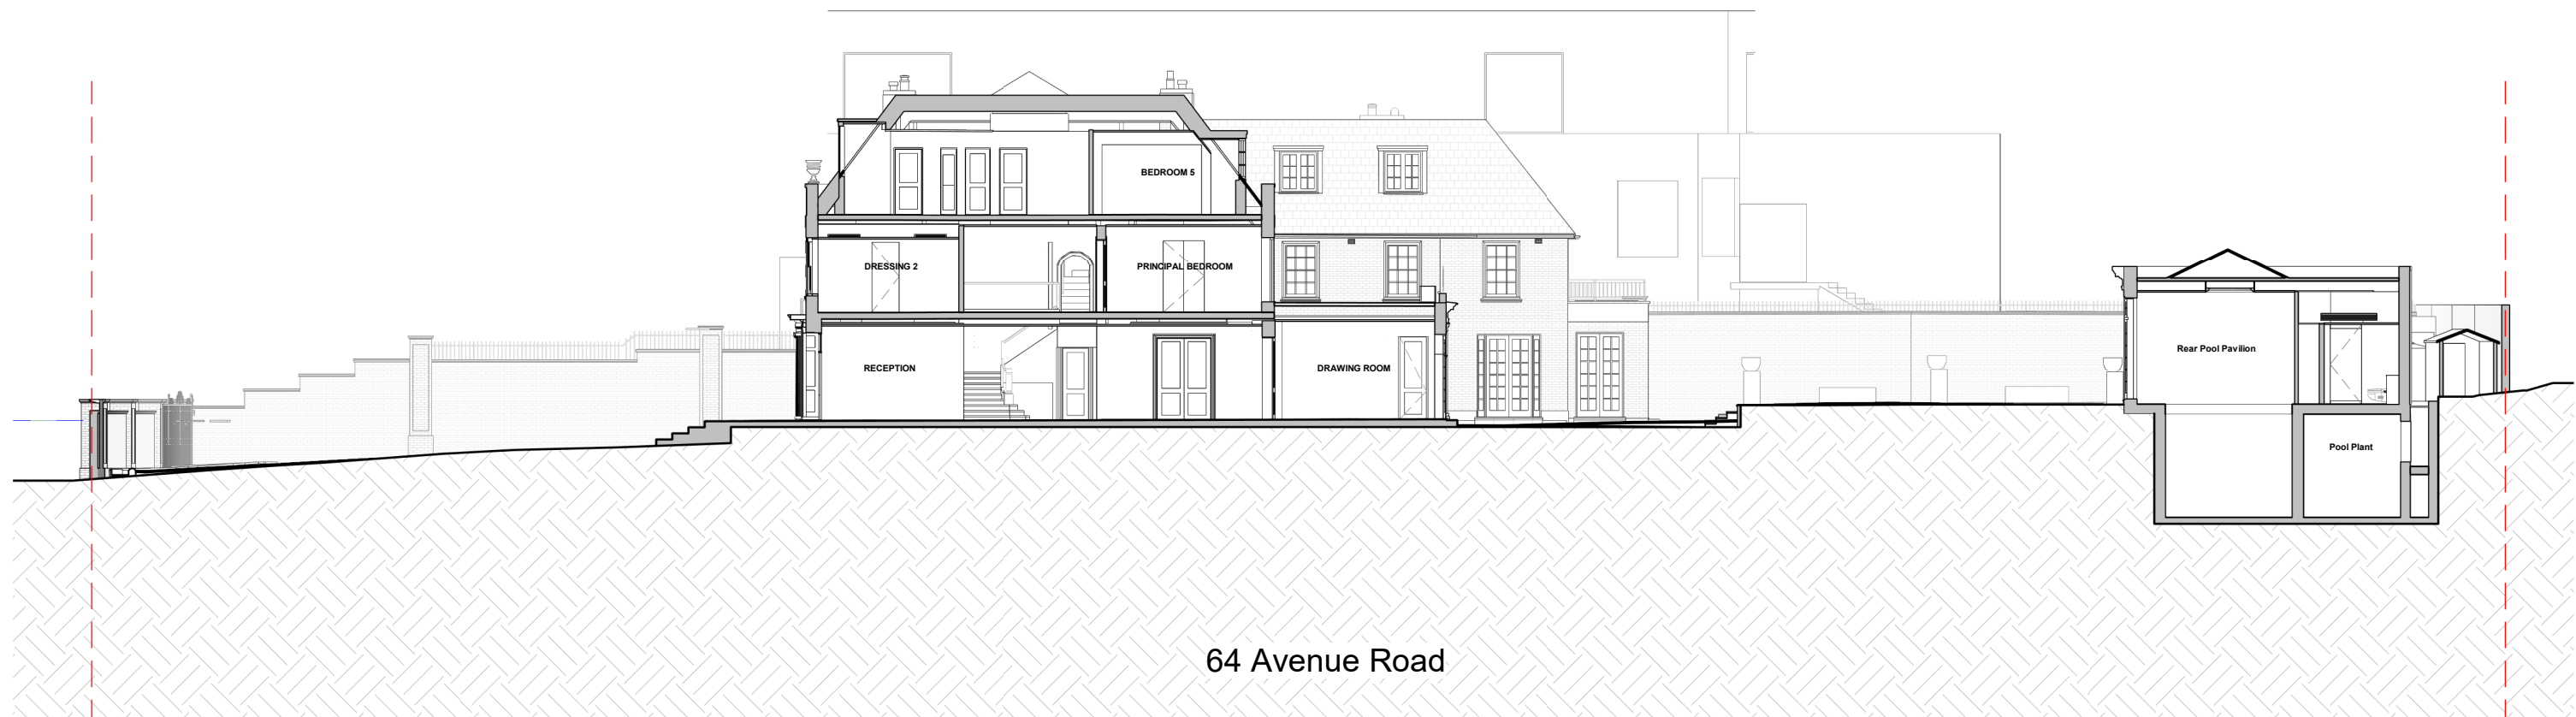 BEDROOM 5
DRESSING 2
PRINCIPAL BEDROOM
RECEPTION
DRAWING ROOM
Rear Pool Pavilion
Pool Plant
64 Avenue Road